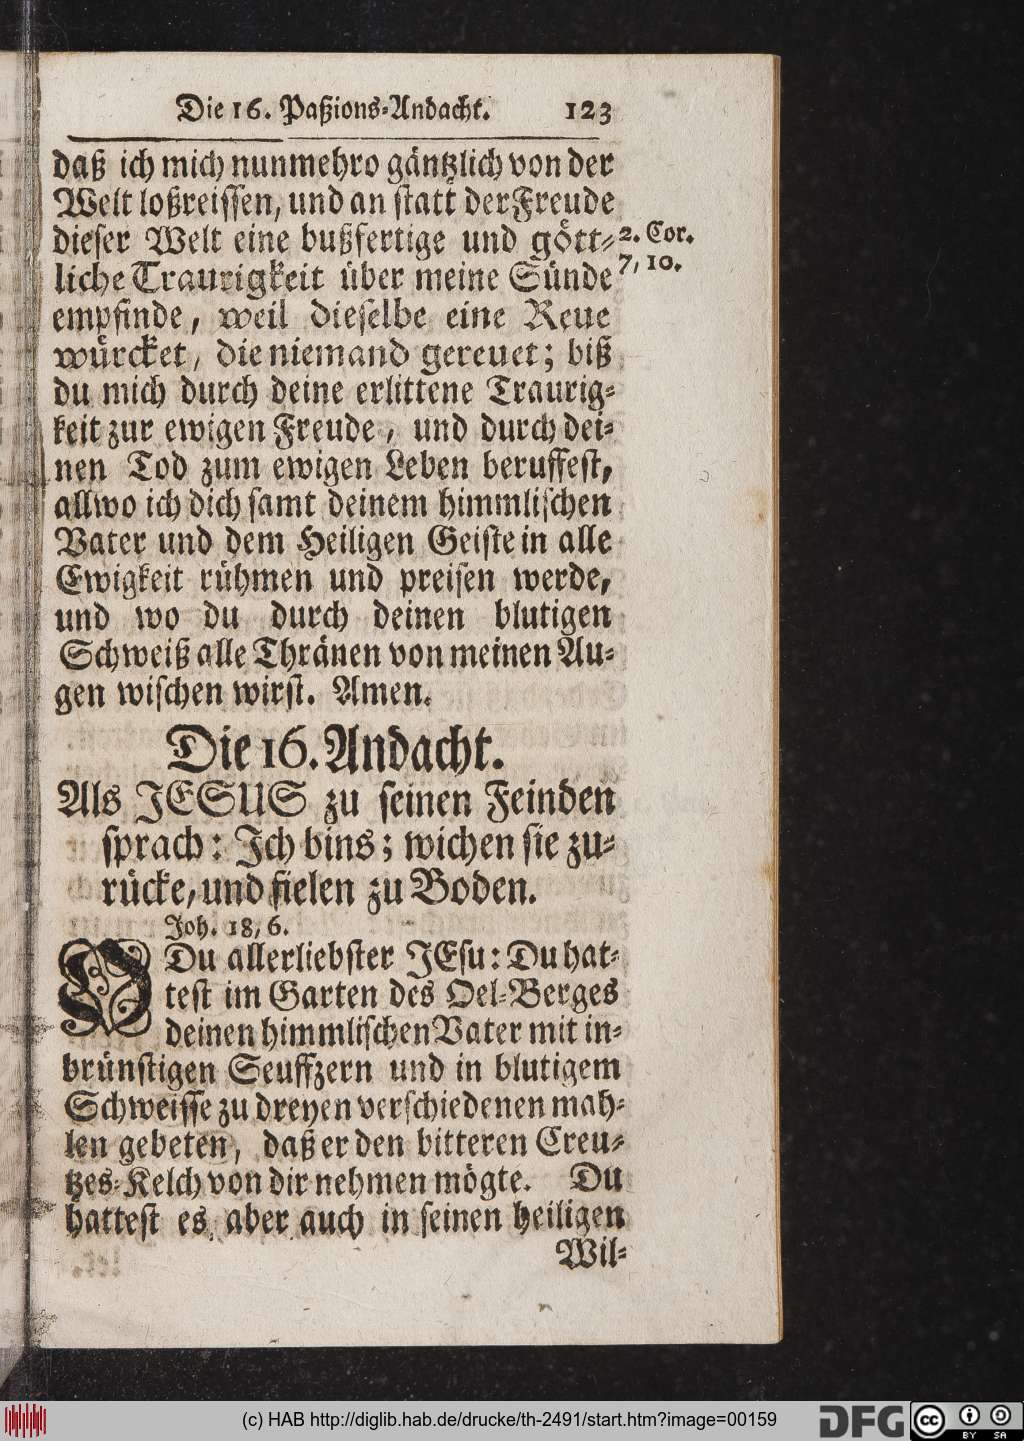 Die 16. Paßions-Andacht. 123
daß ich mich nunmehro gäntzlich von der
Welt loßreissen, und an statt der Freude
dieser Welt eine bußfertige und gött-
2. Cor.
liche Traurigkeit über meine Sünde
7, 10.
empfinde, weil dieselbe eine Reue
würcket, die niemand gereuet; biß
du mich durch deine erlittene Traurig-
keit zur ewigen Freude, und durch dei-
nen Tod zum ewigen Leben beruffest,
allwo ich dich samt deinem himmlischen
Vater und dem Heiligen Geiste in alle
Ewigkeit rühmen und preisen werde,
und wo du durch deinen blutigen
Schweiß alle Thränen von meinen Au-
gen wischen wirst. Amen.
Die 16. Andacht.
Als JESUS zu seinen Feinden
sprach: Ich bins; wichen sie zu-
rücke, und fielen zu Boden.
Joh. 18, 6.
O Du allerliebster JEsu: Du hat-
test im Garten des Oel-Berges
deinen himmlischen Vater mit in-
brünstigen Seuffzern und in blutigem
Schweisse zu dreyen verschiedenen mah-
len gebeten, daß er den bitteren Creu-
tzes-Kelch von dir nehmen mögte. Du
hattest es aber auch in seinen heiligen
Wil-
(c) HAB http://diglib.hab.de/drucke/th-2491/start.htm?image=00159
DFG
cc
BY SA